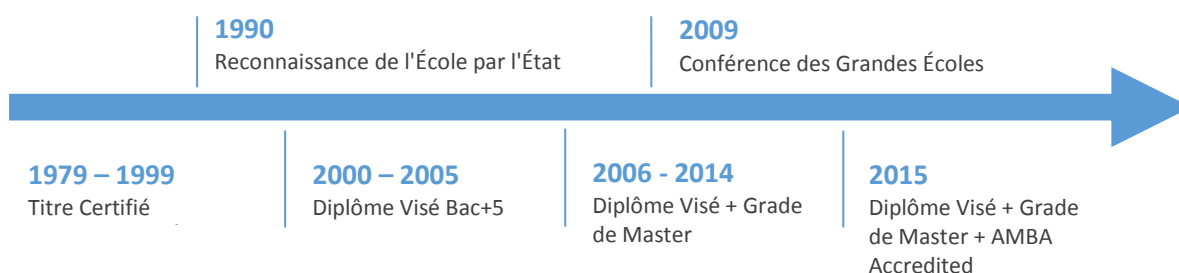 1990
Reconnaissance de l'École par l'État
2009
Conférence des Grandes Écoles
1979 – 1999
Titre Certifié
2000 – 2005
Diplôme Visé Bac+5
2006 - 2014
Diplôme Visé + Grade
de Master
2015
Diplôme Visé + Grade
de Master + AMBA
Accredited